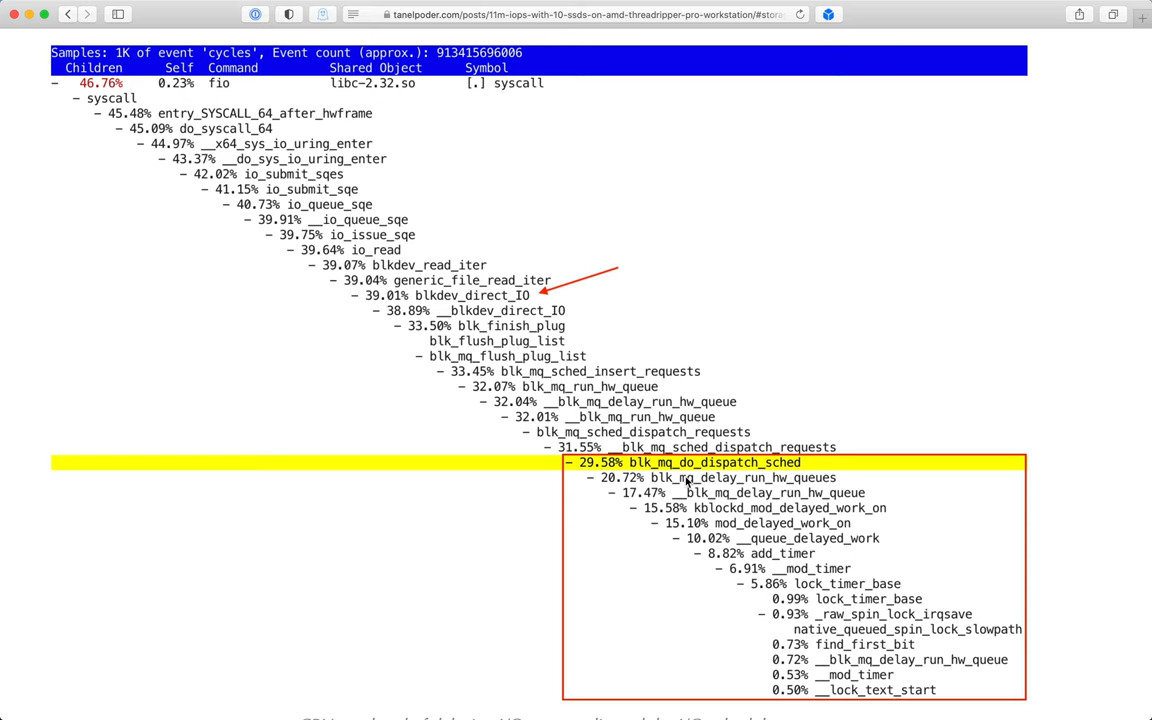 tanelpoder.com/posts/11m-iops-with-10-ssds-on-amd-threadripper-pro-workstation/#stora
Samples: 1K of event 'cycles', Event count (approx.): 913415696006
Children Self Command Shared Object Symbol
- 46.76% 0.23% fio libc-2.32.so [.] syscall
- syscall
- 45.48% entry_SYSCALL_64_after_hwframe
- 45.09% do_syscall_64
- 44.97% __x64_sys_io_uring_enter
- 43.37% __do_sys_io_uring_enter
- 42.02% io_submit_sqes
- 41.15% io_submit_sqe
- 40.73% io_queue_sqe
- 39.91% __io_queue_sqe
- 39.75% io_issue_sqe
- 39.64% io_read
- 39.07% blkdev_read_iter
- 39.04% generic_file_read_iter
- 39.01% blkdev_direct_IO
- 38.89% __blkdev_direct_IO
- 33.50% blk_finish_plug
blk_flush_plug_list
- blk_mq_flush_plug_list
- 33.45% blk_mq_sched_insert_requests
- 32.07% blk_mq_run_hw_queue
- 32.04% __blk_mq_delay_run_hw_queue
- 32.01% __blk_mq_run_hw_queue
- blk_mq_sched_dispatch_requests
- 31.55% __blk_mq_sched_dispatch_requests
- 29.58% blk_mq_do_dispatch_sched
- 20.72% blk_mq_delay_run_hw_queues
- 17.47% __blk_mq_delay_run_hw_queue
- 15.58% kblockd_mod_delayed_work_on
- 15.10% mod_delayed_work_on
- 10.02% __queue_delayed_work
- 8.82% add_timer
- 6.91% __mod_timer
- 5.86% lock_timer_base
0.99% lock_timer_base
- 0.93% _raw_spin_lock_irqsave
native_queued_spin_lock_slowpath
0.73% find_first_bit
0.72% __blk_mq_delay_run_hw_queue
0.53% __mod_timer
0.50% __lock_text_start